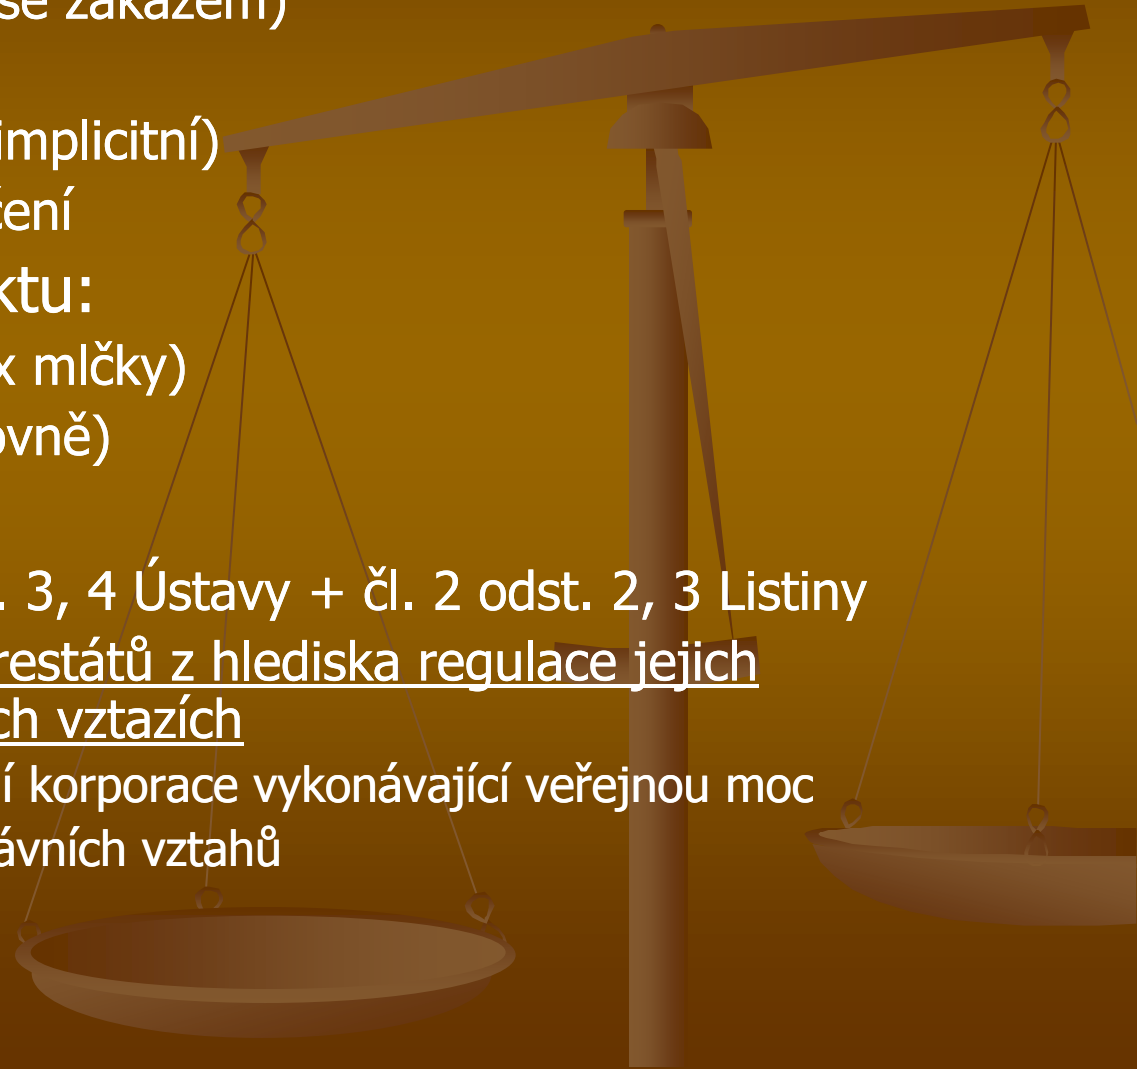 se zákazem)
implicitní)
čení
ktu:
x mlčky)
ovně)
. 3, 4 Ústavy + čl. 2 odst. 2, 3 Listiny
restátů z hlediska regulace jejich
ch vztazích
í korporace vykonávající veřejnou moc
ávních vztahů